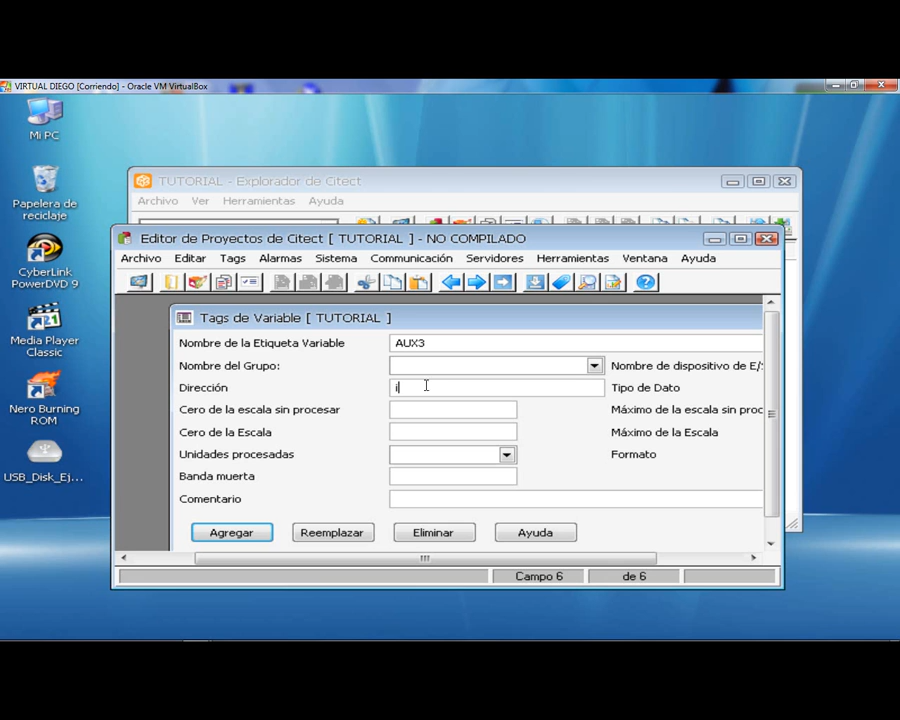 VIRTUAL DIEGO [Corriendo] - Oracle VM VirtualBox
Mi PC
Papelera de
reciclaje
CyberLink
PowerDVD 9
Media Player
Classic
Nero Burning
ROM
USB_Disk_Ej...
TUTORIAL - Explorador de Citect
Archivo Ver Herramientas Ayuda
Editor de Proyectos de Citect [ TUTORIAL ] - NO COMPILADO
Archivo Editar Tags Alarmas Sistema Comunicación Servidores Herramientas Ventana Ayuda
Tags de Variable [ TUTORIAL ]
Nombre de la Etiqueta Variable AUX3
Nombre del Grupo: Nombre de dispositivo de E/S
Dirección i Tipo de Dato
Cero de la escala sin procesar Máximo de la escala sin proc
Cero de la Escala Máximo de la Escala
Unidades procesadas Formato
Banda muerta
Comentario
Agregar Reemplazar Eliminar Ayuda
Campo 6 de 6